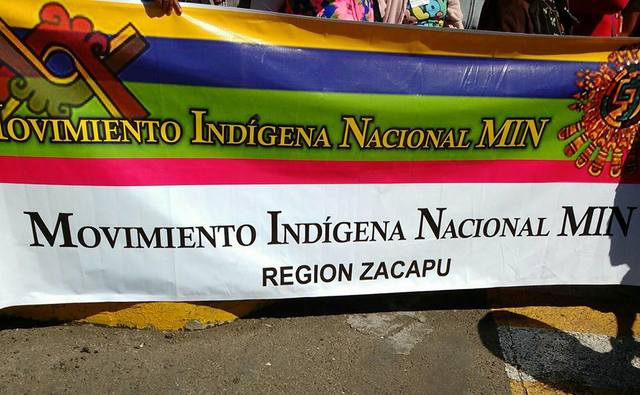 MOVIMIENTO INDÍGENA NACIONAL MIN
MOVIMIENTO INDÍGENA NACIONAL MIN
REGION ZACAPU